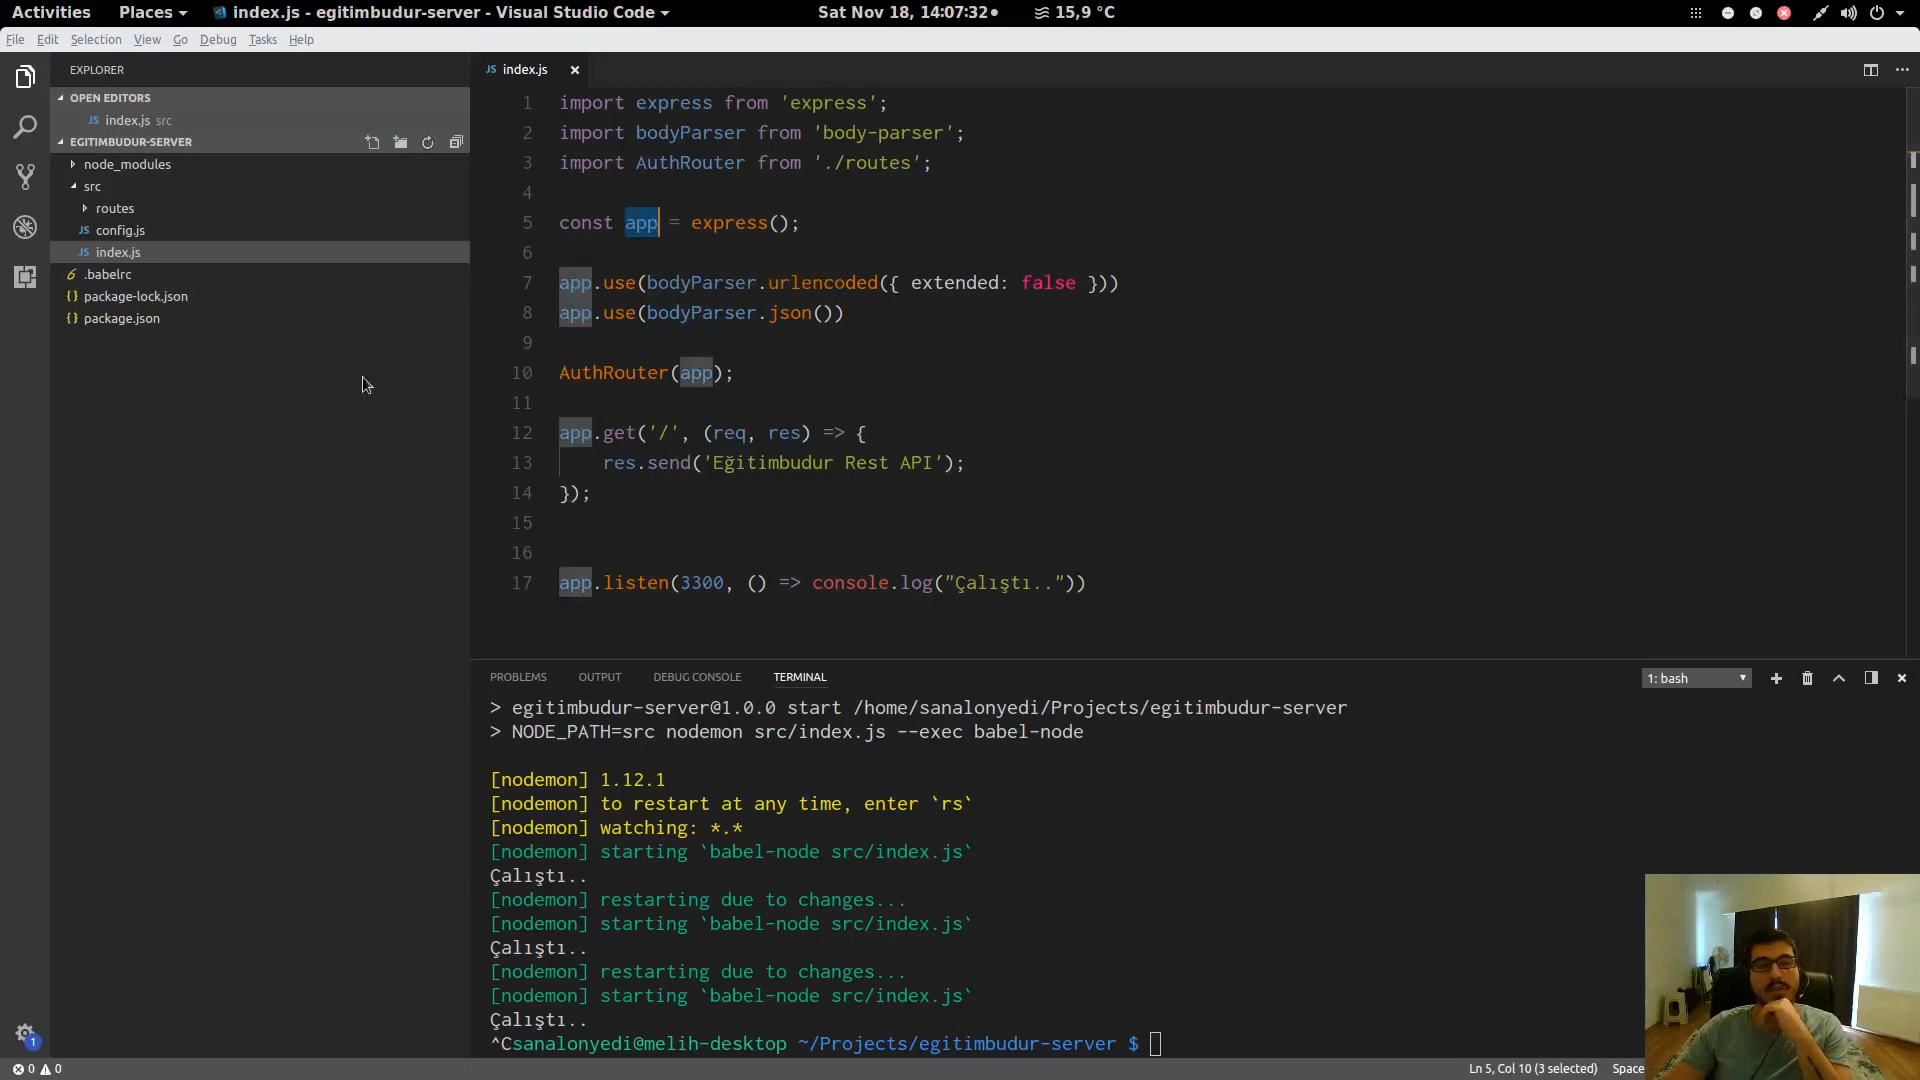 Activities Places index.js - egitimbudur-server - Visual Studio Code Sat Nov 18, 14:07:32 15,9 °C
File Edit Selection View Go Debug Tasks Help
EXPLORER
OPEN EDITORS
JS index.js src
EGITIMBUDUR-SERVER
node_modules
src
routes
JS config.js
JS index.js
6 .babelrc
{} package-lock.json
{} package.json
1
JS index.js
1 import express from 'express';
2 import bodyParser from 'body-parser';
3 import AuthRouter from './routes';
4
5 const app = express();
6
7 app.use(bodyParser.urlencoded({ extended: false }))
8 app.use(bodyParser.json())
9
10 AuthRouter(app);
11
12 app.get('/', (req, res) => {
13 res.send('Eğitimbudur Rest API');
14 });
15
16
17 app.listen(3300, () => console.log("Çalıştı.."))
PROBLEMS OUTPUT DEBUG CONSOLE TERMINAL 1: bash
> egitimbudur-server@1.0.0 start /home/sanalonyedi/Projects/egitimbudur-server
> NODE_PATH=src nodemon src/index.js --exec babel-node
[nodemon] 1.12.1
[nodemon] to restart at any time, enter `rs`
[nodemon] watching: *.*
[nodemon] starting `babel-node src/index.js`
Çalıştı..
[nodemon] restarting due to changes...
[nodemon] starting `babel-node src/index.js`
Çalıştı..
[nodemon] restarting due to changes...
[nodemon] starting `babel-node src/index.js`
Çalıştı..
^Csanalonyedi@melih-desktop ~/Projects/egitimbudur-server $
0 0 Ln 5, Col 10 (3 selected) Space